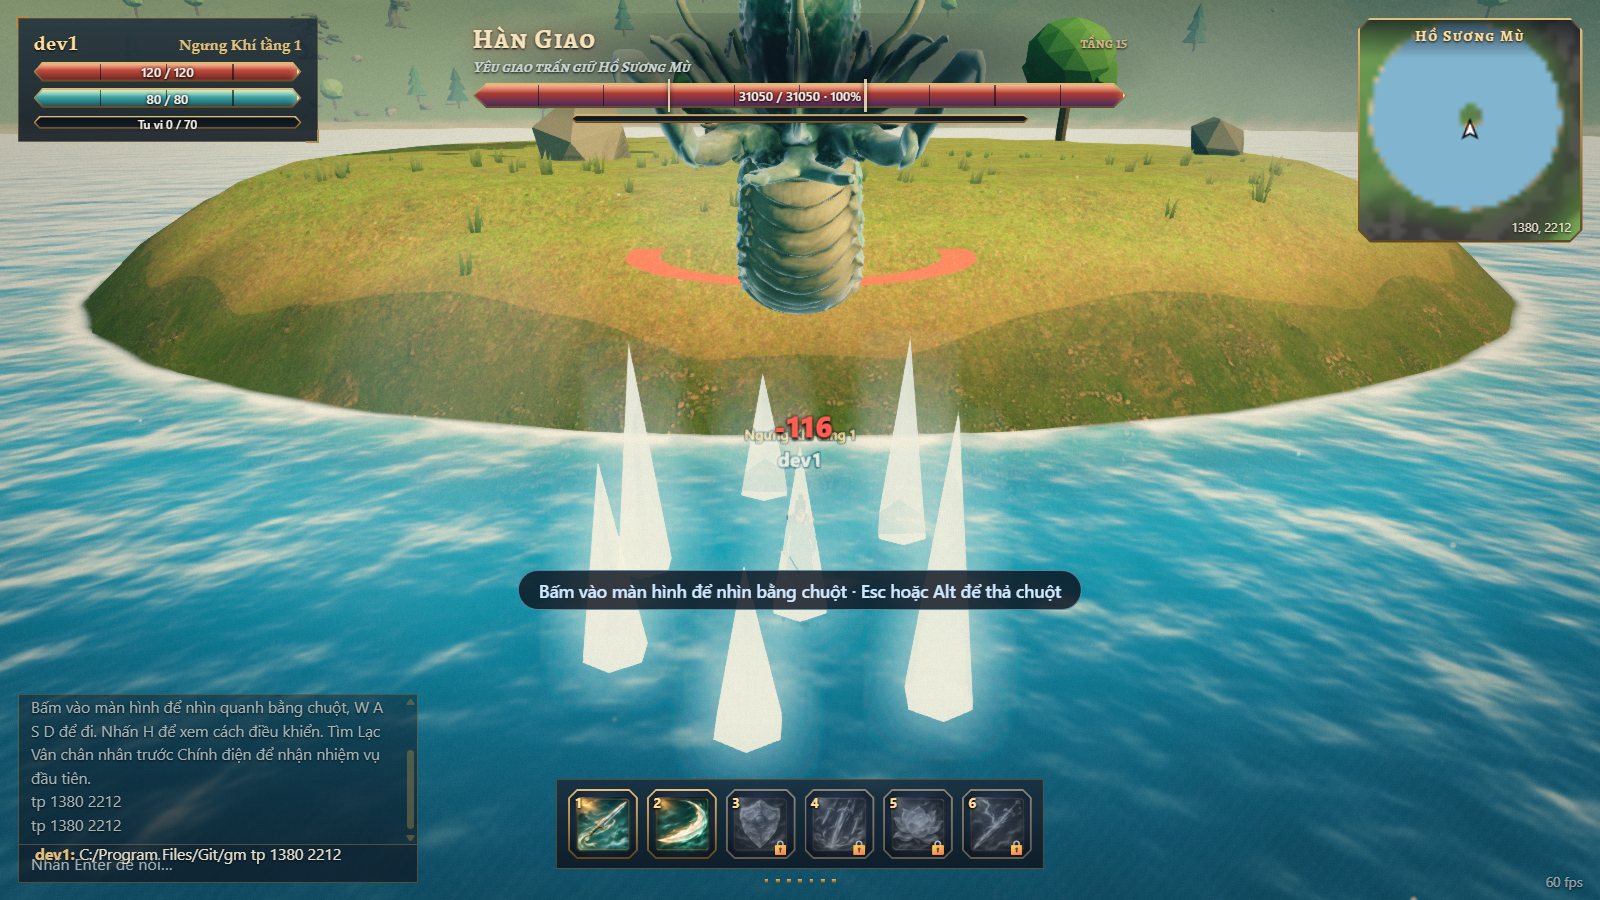 dev1
Ngưng Khí tầng 1
120 / 120
80 / 80
Tu vi 0 / 70
Hàn Giao
Yêu giao trấn giữ Hồ Sương Mù
TẦNG 15
31050 / 31050 · 100%
Hồ Sương Mù
1380, 2212
-116
dev1
Bấm vào màn hình để nhìn bằng chuột · Esc hoặc Alt để thả chuột
Bấm vào màn hình để nhìn quanh bằng chuột, W A
S D để đi. Nhấn H để xem cách điều khiển. Tìm Lạc
Vân chân nhân trước Chính điện để nhận nhiệm vụ
đầu tiên.
tp 1380 2212
tp 1380 2212
dev1: C:/Program Files/Git/gm tp 1380 2212
Nhấn Enter để nói...
1
2
3
4
5
6
60 fps